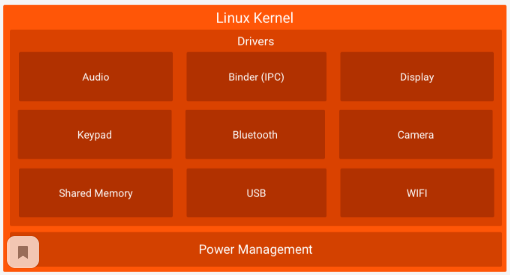 Linux Kernel
Drivers
Audio
Binder (IPC)
Display
Keypad
Bluetooth
Camera
Shared Memory
USB
WIFI
Power Management